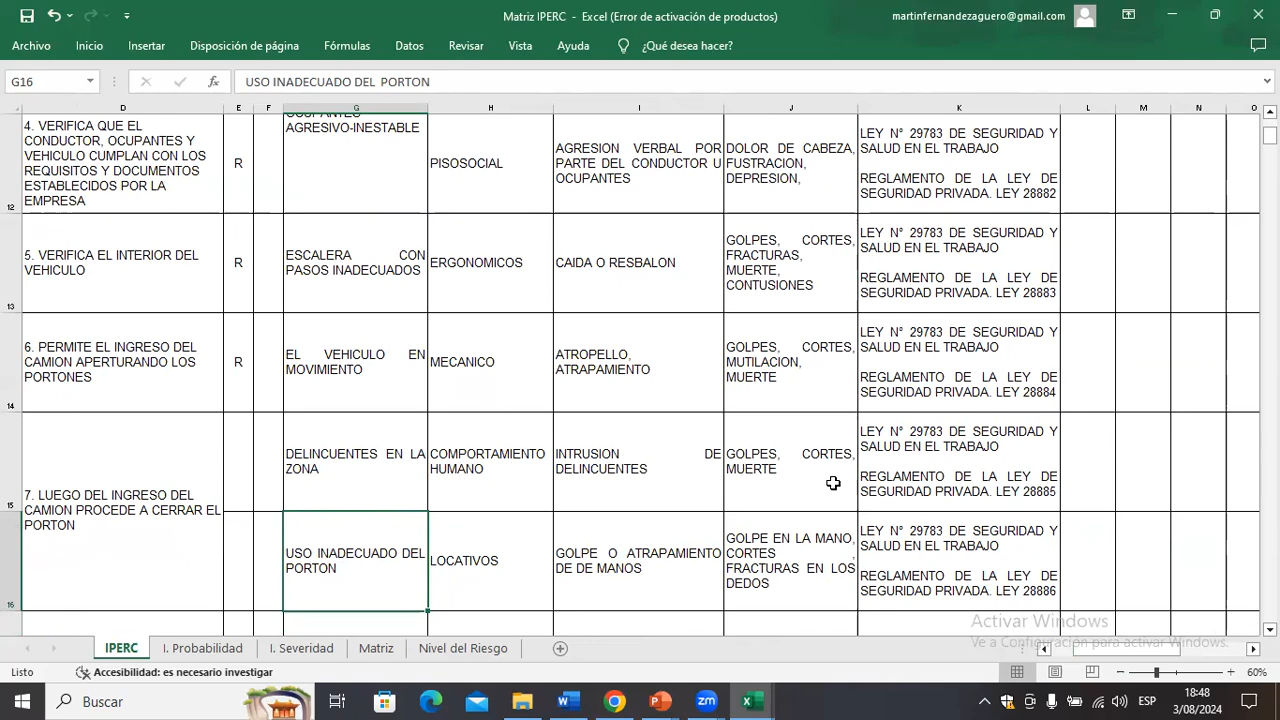 Matriz IPERC - Excel (Error de activación de productos)
martinfernandezaguero@gmail.com
Archivo Inicio Insertar Disposición de página Fórmulas Datos Revisar Vista Ayuda ¿Qué desea hacer?
G16
fx
USO INADECUADO DEL PORTON
D E F G H I J K L M N O
12
4. VERIFICA QUE EL
CONDUCTOR, OCUPANTES Y
VEHICULO CUMPLAN CON LOS
REQUISITOS Y DOCUMENTOS
ESTABLECIDOS POR LA
EMPRESA
R
OCUPANTES
AGRESIVO-INESTABLE
PISOSOCIAL
AGRESION VERBAL POR
PARTE DEL CONDUCTOR U
OCUPANTES
DOLOR DE CABEZA,
FUSTRACION,
DEPRESION,
LEY N° 29783 DE SEGURIDAD Y
SALUD EN EL TRABAJO
REGLAMENTO DE LA LEY DE
SEGURIDAD PRIVADA. LEY 28882
13
5. VERIFICA EL INTERIOR DEL
VEHICULO
R
ESCALERA CON
PASOS INADECUADOS
ERGONOMICOS
CAIDA O RESBALON
GOLPES, CORTES,
FRACTURAS,
MUERTE,
CONTUSIONES
LEY N° 29783 DE SEGURIDAD Y
SALUD EN EL TRABAJO
REGLAMENTO DE LA LEY DE
SEGURIDAD PRIVADA. LEY 28883
14
6. PERMITE EL INGRESO DEL
CAMION APERTURANDO LOS
PORTONES
R
EL VEHICULO EN
MOVIMIENTO
MECANICO
ATROPELLO,
ATRAPAMIENTO
GOLPES, CORTES,
MUTILACION,
MUERTE
LEY N° 29783 DE SEGURIDAD Y
SALUD EN EL TRABAJO
REGLAMENTO DE LA LEY DE
SEGURIDAD PRIVADA. LEY 28884
15
7. LUEGO DEL INGRESO DEL
CAMION PROCEDE A CERRAR EL
PORTON
DELINCUENTES EN LA
ZONA
COMPORTAMIENTO
HUMANO
INTRUSION DE
DELINCUENTES
GOLPES, CORTES,
MUERTE
LEY N° 29783 DE SEGURIDAD Y
SALUD EN EL TRABAJO
REGLAMENTO DE LA LEY DE
SEGURIDAD PRIVADA. LEY 28885
16
USO INADECUADO DEL
PORTON
LOCATIVOS
GOLPE O ATRAPAMIENTO
DE DE MANOS
GOLPE EN LA MANO,
CORTES ,
FRACTURAS EN LOS
DEDOS
LEY N° 29783 DE SEGURIDAD Y
SALUD EN EL TRABAJO
REGLAMENTO DE LA LEY DE
SEGURIDAD PRIVADA. LEY 28886
Activar Windows
Ve a Configuración para activar Windows.
IPERC I. Probabilidad I. Severidad Matriz Nivel del Riesgo
Listo Accesibilidad: es necesario investigar 60%
Buscar
ESP
18:48
3/08/2024